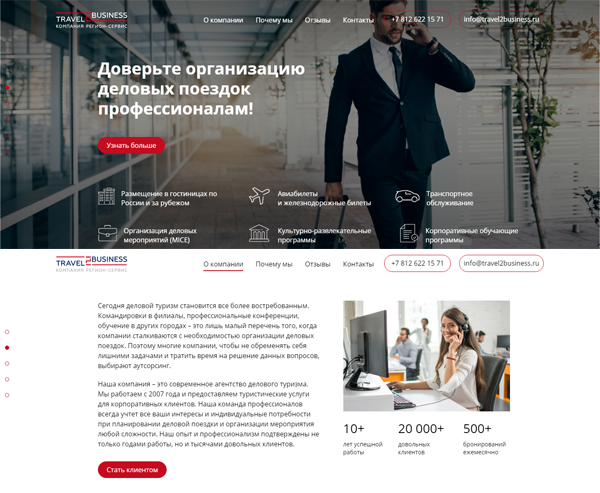 TRAVEL2BUSINESS
КОМПАНИЯ РЕГИОН-СЕРВИС
О компании Почему мы Отзывы Контакты +7 812 622 15 71 info@travel2business.ru
Доверьте организацию
деловых поездок
профессионалам!
Узнать больше
Размещение в гостиницах по
России и за рубежом
Авиабилеты
и железнодорожные билеты
Транспортное
обслуживание
Организация деловых
мероприятий (MICE)
Культурно-развлекательные
программы
Корпоративные обучающие
программы
TRAVEL2BUSINESS
КОМПАНИЯ РЕГИОН-СЕРВИС
О компании Почему мы Отзывы Контакты +7 812 622 15 71 info@travel2business.ru
Сегодня деловой туризм становится все более востребованным.
Командировки в филиалы, профессиональные конференции,
обучение в других городах – это лишь малый перечень того, когда
компании сталкиваются с необходимостью организации деловых
поездок. Поэтому многие компании, чтобы не обременять себя
лишними задачами и тратить время на решение данных вопросов,
выбирают аутсорсинг.
Наша компания – это современное агентство делового туризма.
Мы работаем с 2007 года и предоставляем туристические услуги
для корпоративных клиентов. Наша команда профессионалов
всегда учтет все ваши интересы и индивидуальные потребности
при планировании деловой поездки и организации мероприятия
любой сложности. Наш опыт и профессионализм подтверждены не
только годами работы, но и тысячами довольных клиентов.
Стать клиентом
10+
лет успешной
работы
20 000+
довольных
клиентов
500+
бронирований
ежемесячно